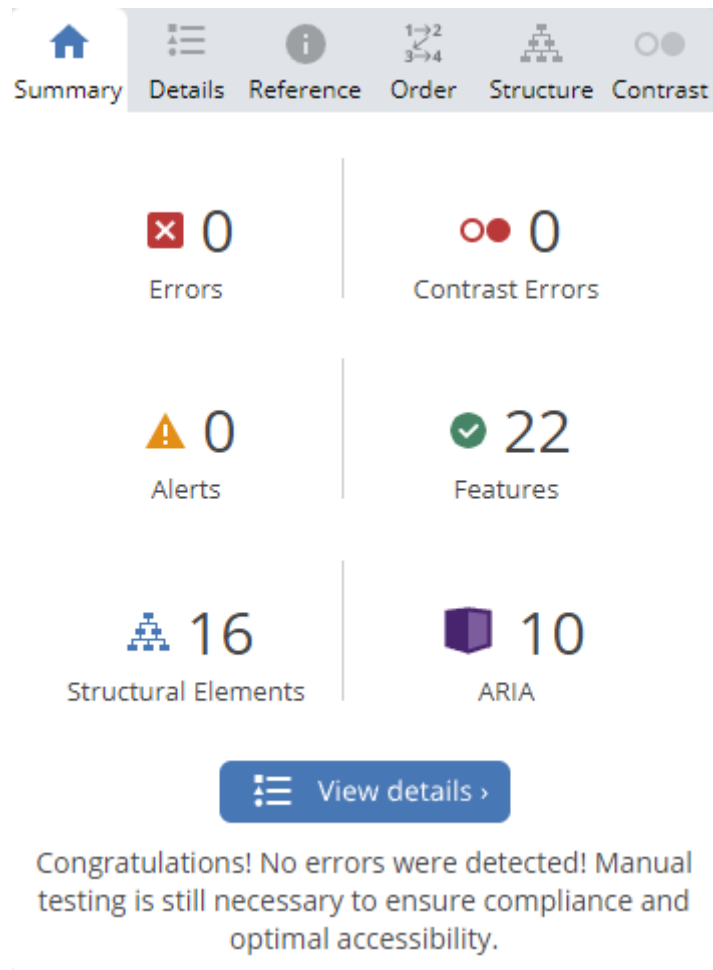 1→2
3→4
Summary Details Reference Order Structure Contrast
0 0
Errors Contrast Errors
0 22
Alerts Features
16 10
Structural Elements ARIA
View details ›
Congratulations! No errors were detected! Manual
testing is still necessary to ensure compliance and
optimal accessibility.